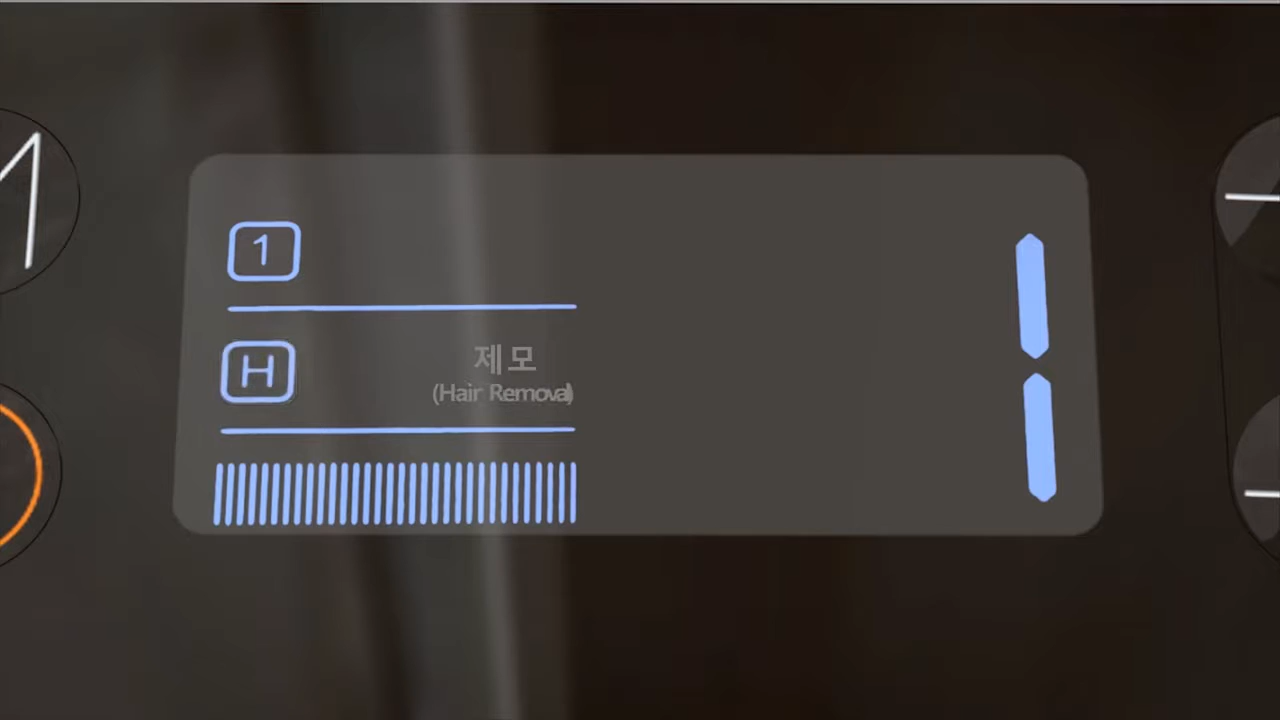 1
H
제모
(Hair Removal)